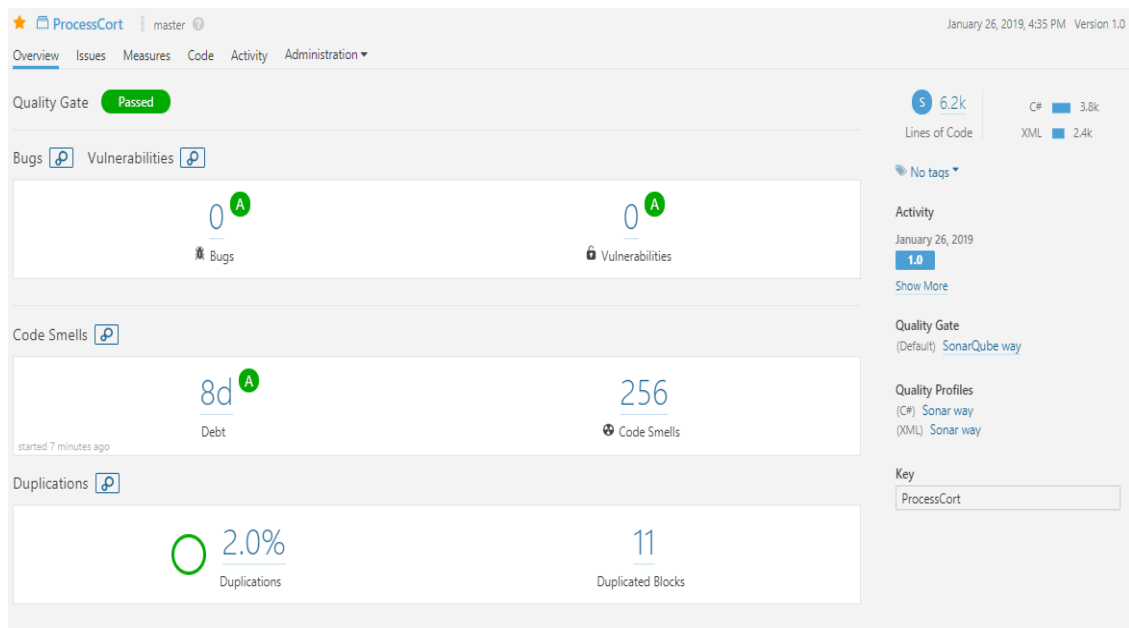 ProcessCort master
January 26, 2019, 4:35 PM Version 1.0
Overview Issues Measures Code Activity Administration
Quality Gate Passed
Bugs Vulnerabilities
0 A
Bugs
0 A
Vulnerabilities
Code Smells
8d A
Debt
started 7 minutes ago
256
Code Smells
Duplications
2.0%
Duplications
11
Duplicated Blocks
S 6.2k
Lines of Code
C# 3.8k
XML 2.4k
No tags
Activity
January 26, 2019
1.0
Show More
Quality Gate
(Default) SonarQube way
Quality Profiles
(C#) Sonar way
(XML) Sonar way
Key
ProcessCort